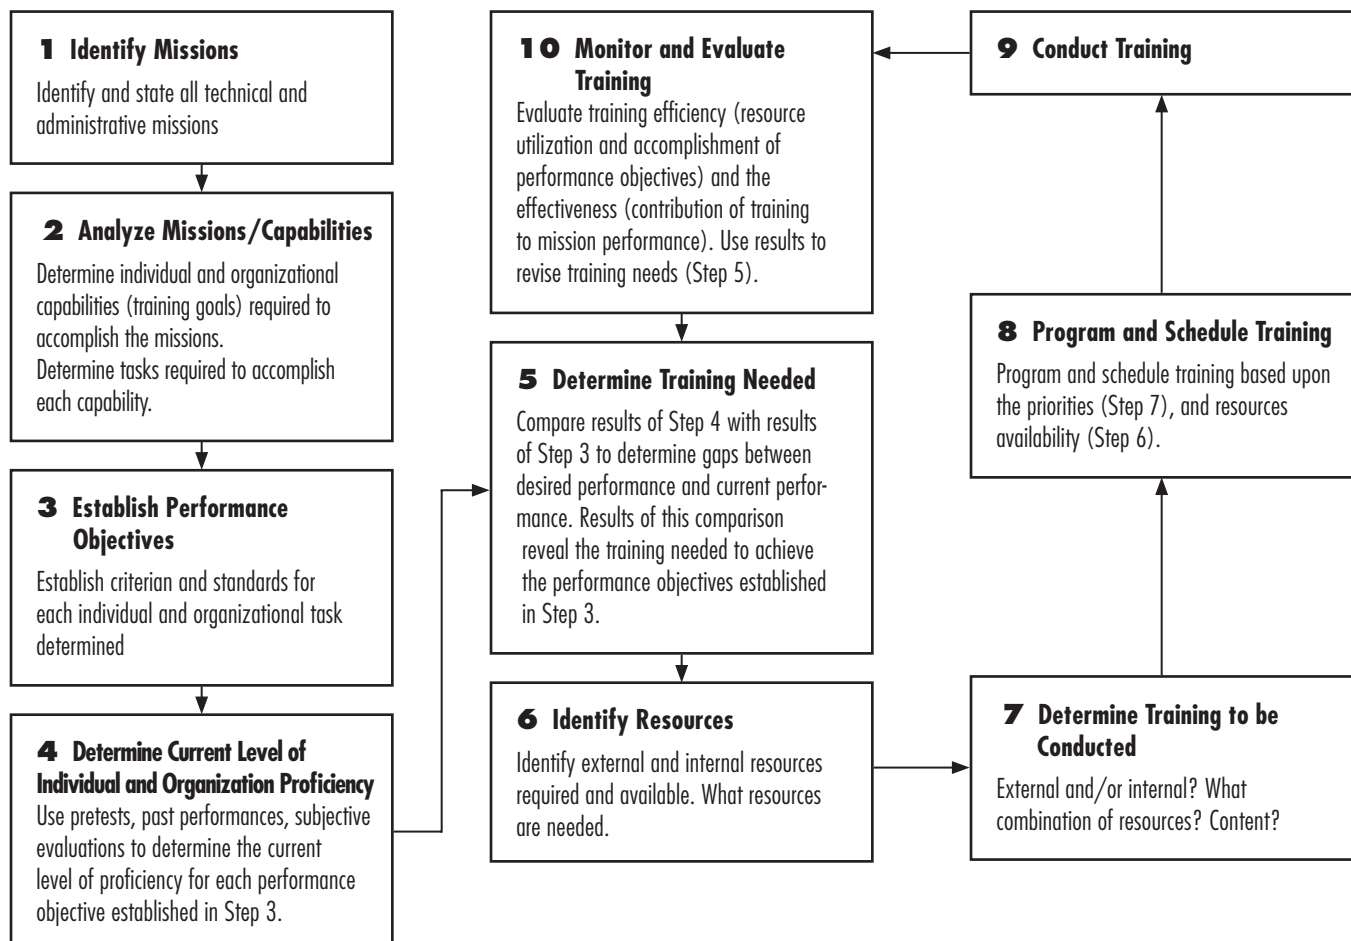 1 Identify Missions
Identify and state all technical and
administrative missions
2 Analyze Missions/Capabilities
Determine individual and organizational
capabilities (training goals) required to
accomplish the missions.
Determine tasks required to accomplish
each capability.
3 Establish Performance
Objectives
Establish criterian and standards for
each individual and organizational task
determined
4 Determine Current Level of
Individual and Organization Proficiency
Use pretests, past performances, subjective
evaluations to determine the current
level of proficiency for each performance
objective established in Step 3.
5 Determine Training Needed
Compare results of Step 4 with results
of Step 3 to determine gaps between
desired performance and current perfor-
mance. Results of this comparison
reveal the training needed to achieve
the performance objectives established
in Step 3.
6 Identify Resources
Identify external and internal resources
required and available. What resources
are needed.
7 Determine Training to be
Conducted
External and/or internal? What
combination of resources? Content?
8 Program and Schedule Training
Program and schedule training based upon
the priorities (Step 7), and resources
availability (Step 6).
9 Conduct Training
10 Monitor and Evaluate
Training
Evaluate training efficiency (resource
utilization and accomplishment of
performance objectives) and the
effectiveness (contribution of training
to mission performance). Use results to
revise training needs (Step 5).